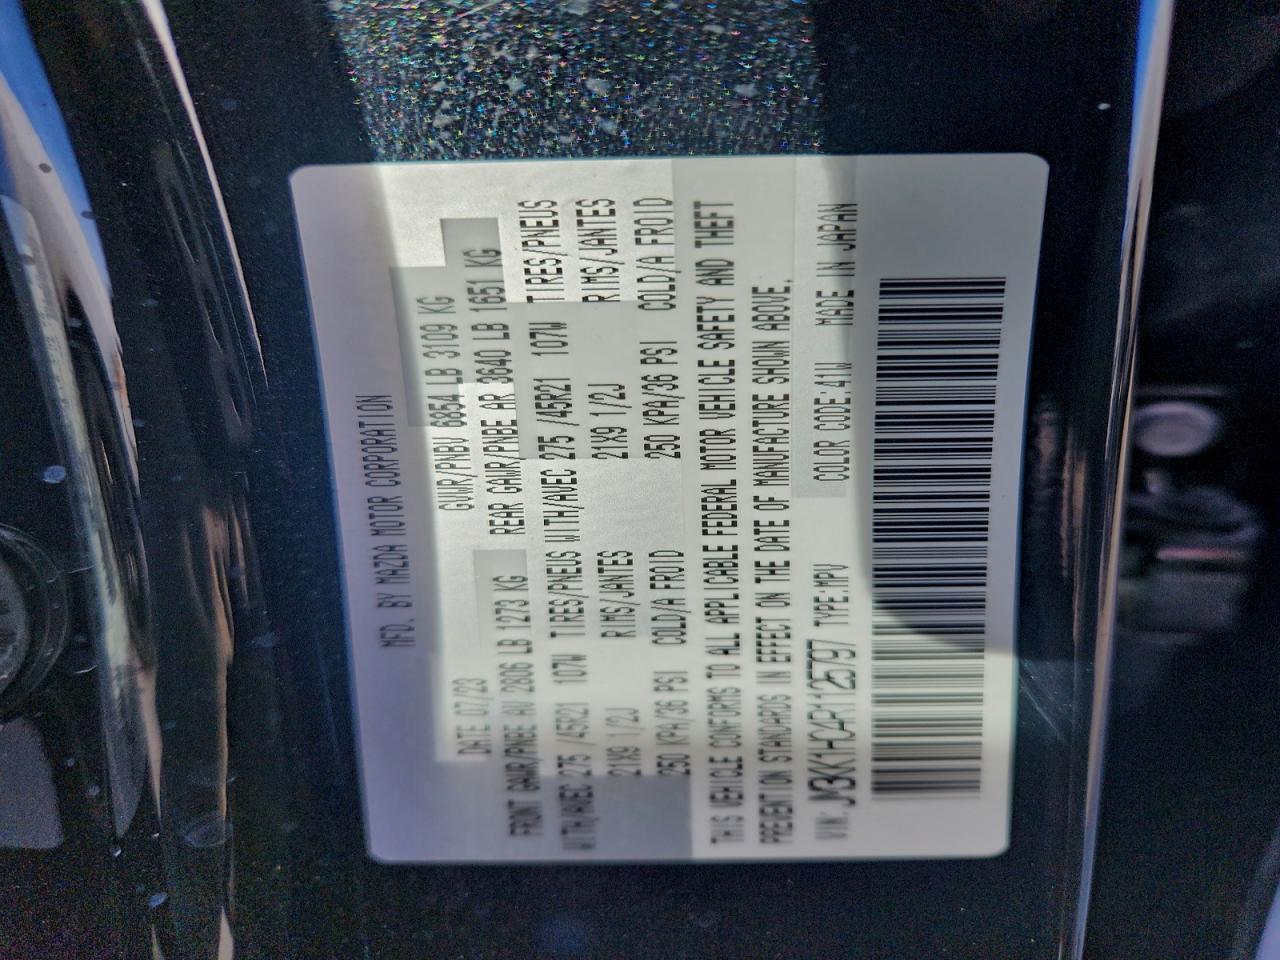 MFD. BY MAZDA MOTOR CORPORATION
DATE 07/23 GVWR/PNBV 6854 LB 3109 KG
FRONT GAWR/PNBE AV 2806 LB 1273 KG REAR GAWR/PNBE AR 3640 LB 1651 KG
WITH/AVEC 275 /45R21 107W TIRES/PNEUS WITH/AVEC 275 /45R21 107W TIRES/PNEUS
21X9 1/2J RIMS/JANTES 21X9 1/2J RIMS/JANTES
250 KPA/36 PSI COLD/A FROID 250 KPA/36 PSI COLD/A FROID
THIS VEHICLE CONFORMS TO ALL APPLICABLE FEDERAL MOTOR VEHICLE SAFETY AND THEFT
PREVENTION STANDARDS IN EFFECT ON THE DATE OF MANUFACTURE SHOWN ABOVE.
VIN: TYPE:MPV COLOR CODE:41W MADE IN JAPAN